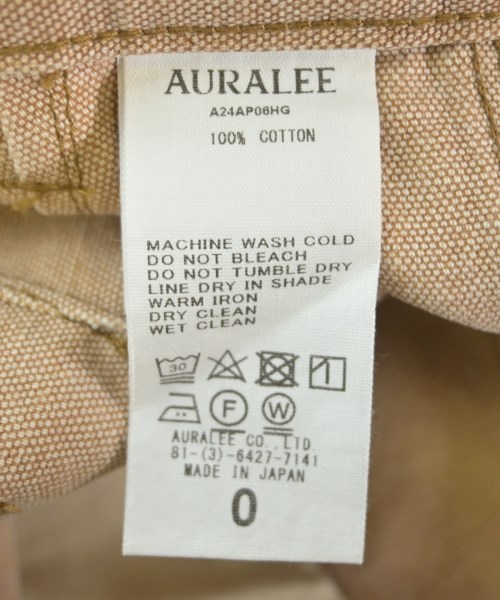 AURALEE
A24AP06HG
100% COTTON
MACHINE WASH COLD
DO NOT BLEACH
DO NOT TUMBLE DRY
LINE DRY IN SHADE
WARM IRON
DRY CLEAN
WET CLEAN
30
F W
AURALEE CO.,LTD.
81-(3)-6427-7141
MADE IN JAPAN
0